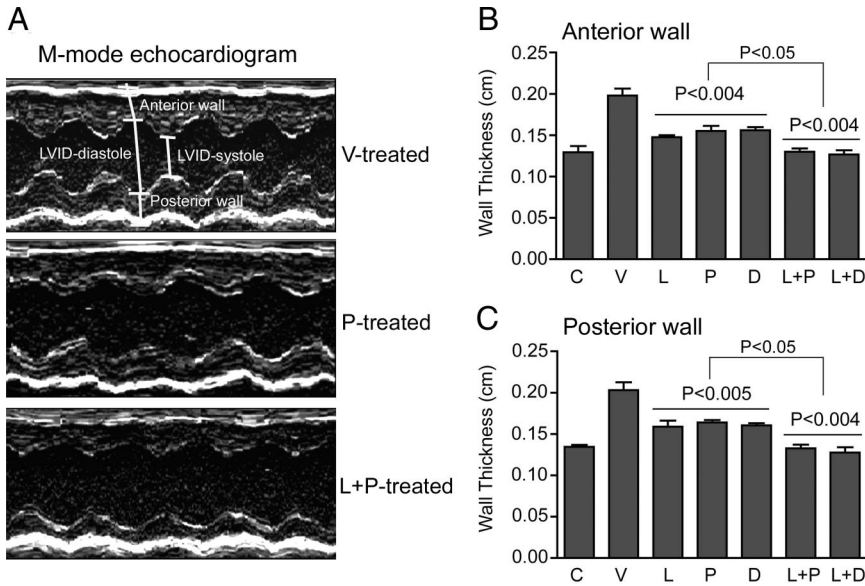 A
M-mode echocardiogram
Anterior wall
LVID-diastole
LVID-systole
Posterior wall
V-treated
P-treated
L+P-treated
B
Anterior wall
Wall Thickness (cm)
0.25
0.20
0.15
0.10
0.05
0.00
P<0.05
P<0.004
P<0.004
C V L P D L+P L+D
C
Posterior wall
Wall Thickness (cm)
0.25
0.20
0.15
0.10
0.05
0.00
P<0.05
P<0.005
P<0.004
C V L P D L+P L+D